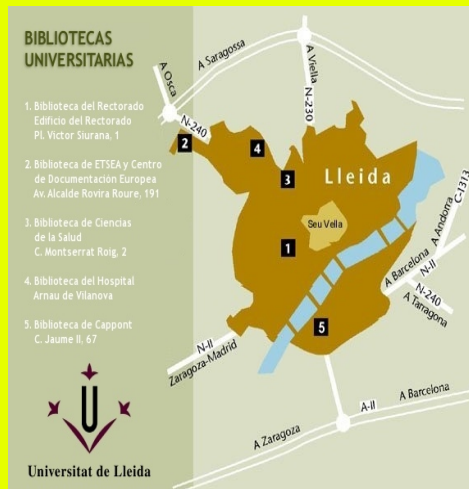 BIBLIOTECAS
UNIVERSITARIAS
1. Biblioteca del Rectorado
Edificio del Rectorado
Pl. Víctor Siurana, 1
2. Biblioteca de ETSEA y Centro
de Documentación Europea
Av. Alcalde Rovira Roure, 191
3. Biblioteca de Ciencias
de la Salud
C. Montserrat Roig, 2
4. Biblioteca del Hospital
Arnau de Vilanova
5. Biblioteca de Cappont
C. Jaume II, 67
U
Universitat de Lleida
A Osca
A Saragossa
A Viella
N-230
N-240
2
4
3
Lleida
Seu Vella
1
5
C-1313
A Andorra
A Barcelona
N-II
N-240
A Tarragona
N-II
Zaragoza-Madrid
A Zaragoza
A-II
A Barcelona